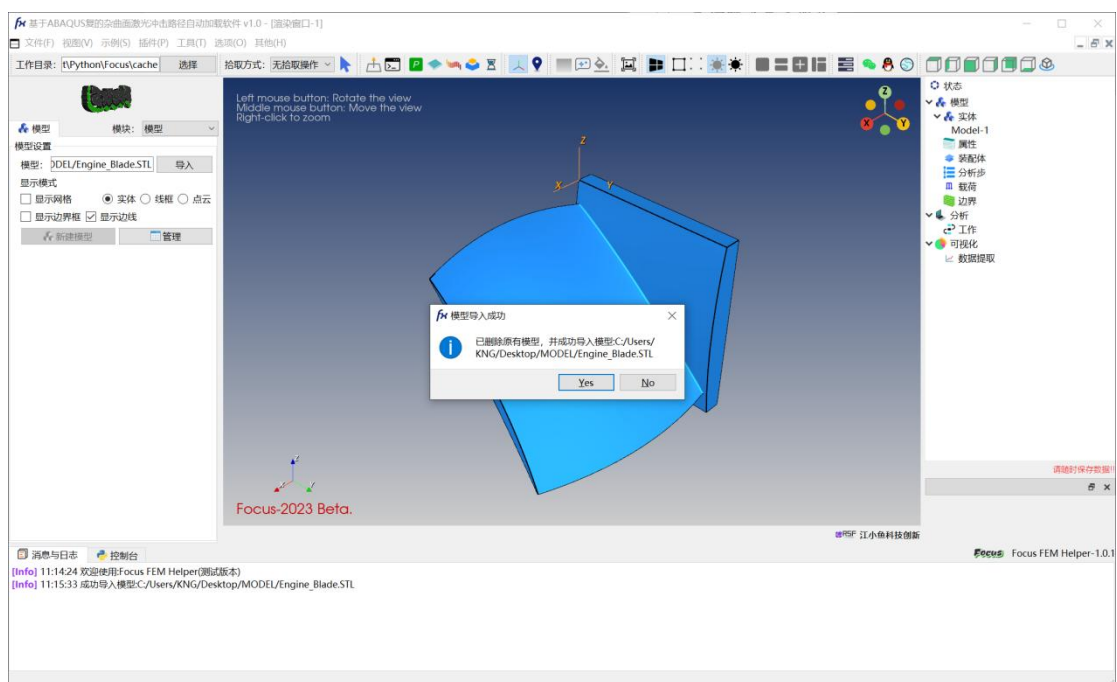 基于ABAQUS复的杂曲面激光冲击路径自动加载软件 v1.0 - [渲染窗口-1]
文件(F) 视图(V) 示例(S) 插件(P) 工具(T) 选项(O) 其他(H)
工作目录: t\Python\Focus\cache 选择 拾取方式: 无拾取操作
模型 模块: 模型
模型设置
模型: ODEL/Engine_Blade.STL 导入
显示模式
显示网格 实体 线框 点云
显示边界框 显示边线
新建模型 管理
Left mouse button: Rotate the view
Middle mouse button: Move the view
Right-click to zoom
Z
X
Y
Z
X
Y
模型导入成功
已删除原有模型，并成功导入模型:C:/Users/
KNG/Desktop/MODEL/Engine_Blade.STL
Yes No
Focus-2023 Beta.
江小鱼科技创新
状态
模型
实体
Model-1
属性
装配体
分析步
载荷
边界
分析
工作
可视化
数据提取
请随时保存数据!!
Focus Focus FEM Helper-1.0.1
消息与日志 控制台
[Info] 11:14:24 欢迎使用:Focus FEM Helper(测试版本)
[Info] 11:15:33 成功导入模型:C:/Users/KNG/Desktop/MODEL/Engine_Blade.STL